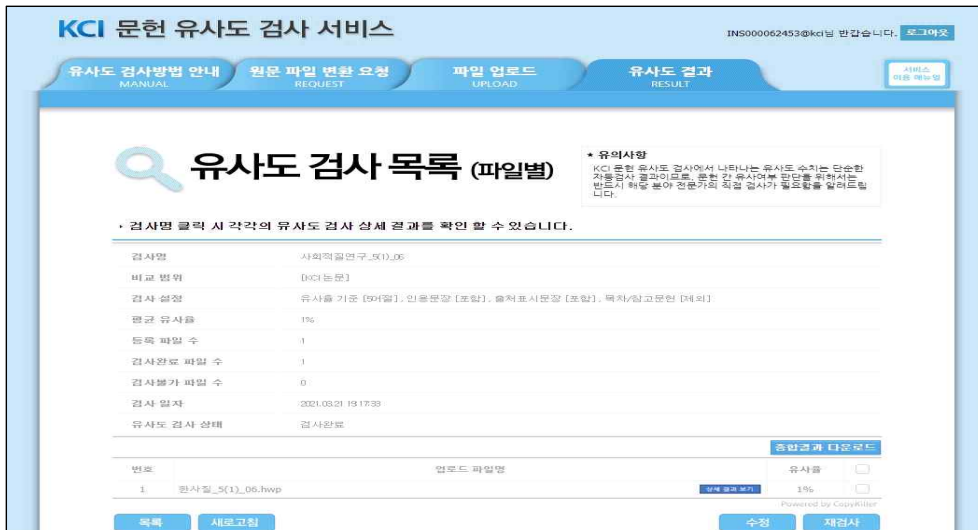 KCI 문헌 유사도 검사 서비스
INS000062453@kci님 반갑습니다. 로그아웃
유사도 검사방법 안내 원문 파일 변환 요청 파일 업로드 유사도 결과
MANUAL REQUEST UPLOAD RESULT
서비스
이용 매뉴얼
유사도 검사 목록 (파일별)
* 유의사항
KCI 문헌 유사도 검사에서 나타나는 유사도 수치는 단순한
자동검사 결과이므로, 문헌 간 유사여부 판단을 위해서는
반드시 해당 분야 전문가의 직접 검사가 필요함을 알려드립
니다.
· 검사명 클릭 시 각각의 유사도 검사 상세 결과를 확인 할 수 있습니다.
검사명 사회적질연구_5(1)_06
비교 범위 [KCI 논문]
검사 설정 유사율 기준 [5어절], 인용문장 [포함], 출처표시문장 [포함], 목차/참고문헌 [제외]
평균 유사율 1%
등록 파일 수 1
검사완료 파일 수 1
검사불가 파일 수 0
검사 일자 2021.03.21 19:17:33
유사도 검사 상태 검사완료
종합결과 다운로드
번호 업로드 파일명 유사율
1 한사질_5(1)_06.hwp 상세 결과 보기 1%
Powered by CopyKiller
목록 새로고침 수정 재검사